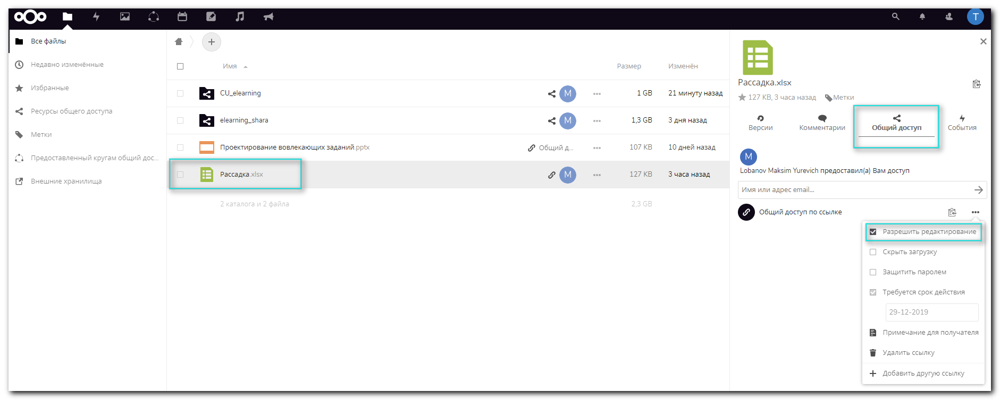 T
Все файлы
Недавно изменённые
Избранные
Ресурсы общего доступа
Метки
Предоставленный кругам общий дос...
Внешние хранилища
Имя Размер Изменён
CU_elearning M 1 GB 21 минуту назад
elearning_shara M 1,3 GB 3 дня назад
Проектирование вовлекающих заданий.pptx Общий д... 107 KB 10 дней назад
Рассадка.xlsx M 127 KB 3 часа назад
2 каталога и 2 файла 2,3 GB
Рассадка.xlsx
127 KB, 3 часа назад Метки
Версии Комментарии Общий доступ События
M
Lobanov Maksim Yurevich предоставил(а) Вам доступ
Имя или адрес email...
Общий доступ по ссылке
Разрешить редактирование
Скрыть загрузку
Защитить паролем
Требуется срок действия
29-12-2019
Примечание для получателя
Удалить ссылку
Добавить другую ссылку